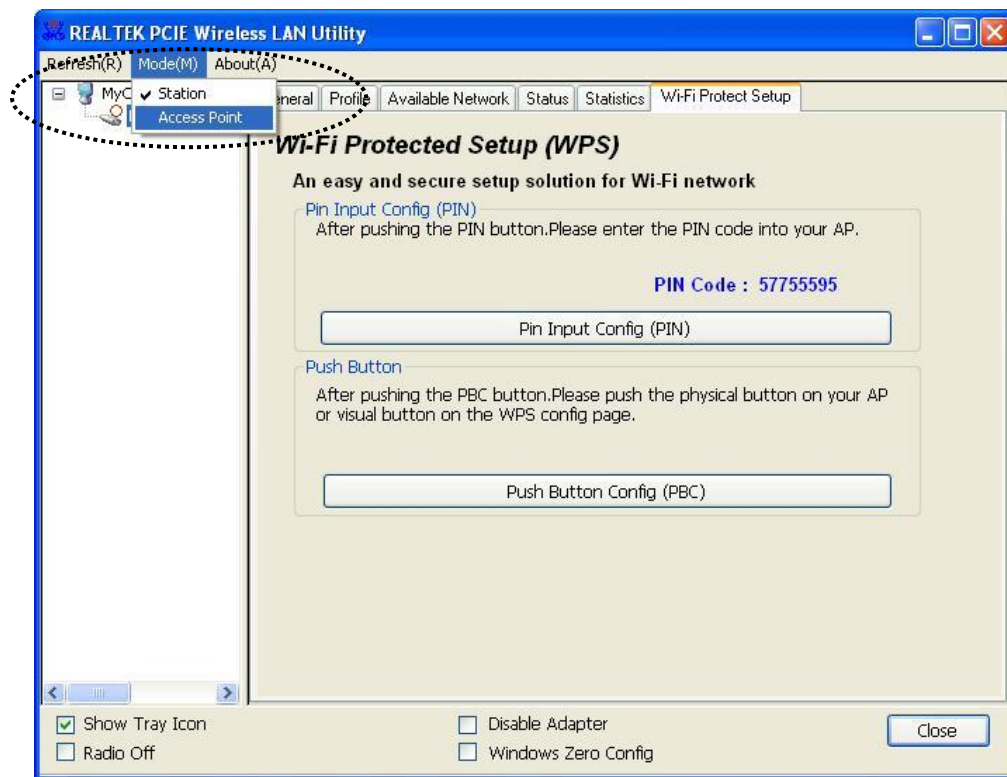 REALTEK PCIE Wireless LAN Utility
Refresh(R) Mode(M) About(A)
MyC
Station
Access Point
eneral Profile Available Network Status Statistics Wi-Fi Protect Setup
Wi-Fi Protected Setup (WPS)
An easy and secure setup solution for Wi-Fi network
Pin Input Config (PIN)
After pushing the PIN button.Please enter the PIN code into your AP.
PIN Code : 57755595
Pin Input Config (PIN)
Push Button
After pushing the PBC button.Please push the physical button on your AP
or visual button on the WPS config page.
Push Button Config (PBC)
Show Tray Icon
Disable Adapter
Close
Radio Off
Windows Zero Config